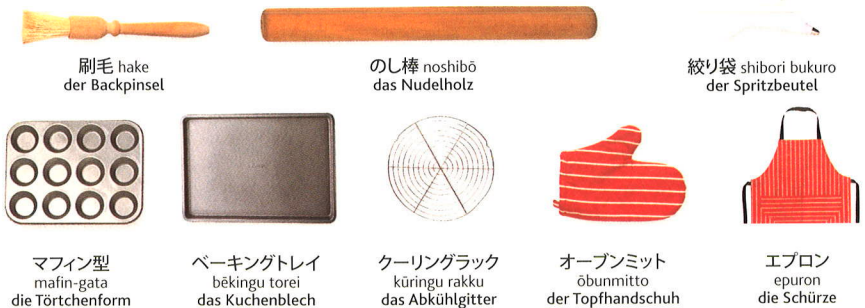 刷毛 hake
der Backpinsel
のし棒 noshibō
das Nudelholz
絞り袋 shibori bukuro
der Spritzbeutel
マフィン型
mafin-gata
die Törtchenform
ベーキングトレイ
bēkingu torei
das Kuchenblech
クーリングラック
kūringu rakku
das Abkühlgitter
オーブンミット
ōbunmitto
der Topfhandschuh
エプロン
epuron
die Schürze